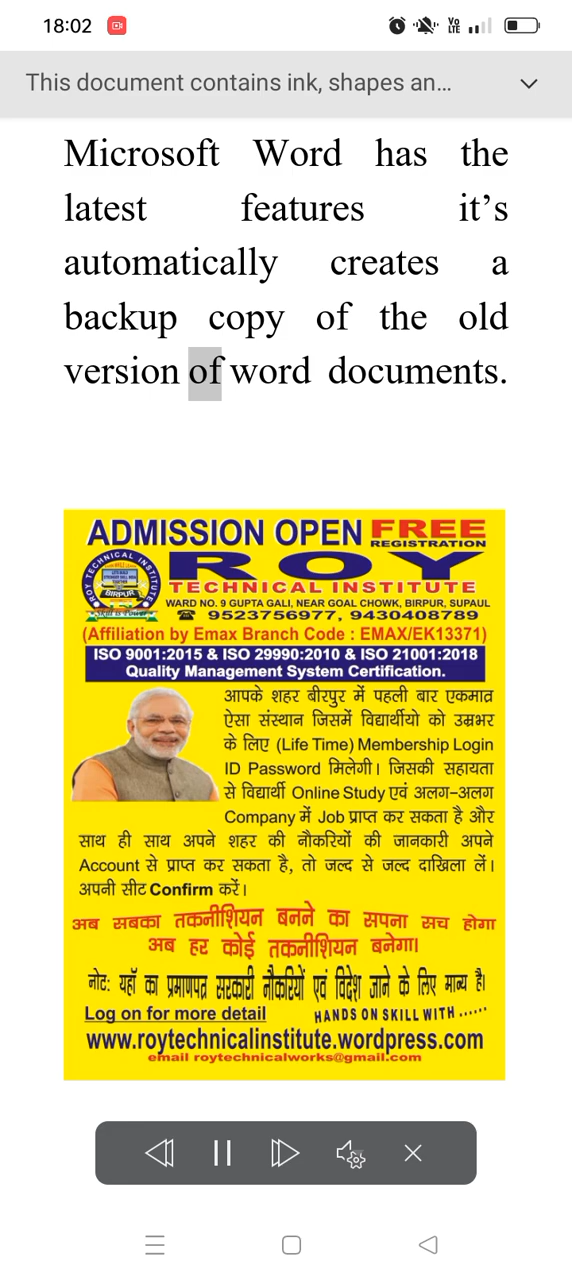 18:02
Vo
LTE
This document contains ink, shapes an...
Microsoft Word has the
latest features it’s
automatically creates a
backup copy of the old
version of word documents.
ADMISSION OPEN FREE
REGISTRATION
ROY
TECHNICAL INSTITUTE
ROY TECHNICAL INSTITUTE
BIRPUR
WARD NO. 9 GUPTA GALI, NEAR GOAL CHOWK, BIRPUR, SUPAUL
☎ 9523756977, 9430408789
(Affiliation by Emax Branch Code : EMAX/EK13371)
ISO 9001:2015 & ISO 29990:2010 & ISO 21001:2018
Quality Management System Certification.
आपके शहर बीरपुर में पहली बार एकमात्र
ऐसा संस्थान जिसमें विद्यार्थीयो को उम्रभर
के लिए (Life Time) Membership Login
ID Password मिलेगी। जिसकी सहायता
से विद्यार्थी Online Study एवं अलग-अलग
Company में Job प्राप्त कर सकता है और
साथ ही साथ अपने शहर की नौकरियों की जानकारी अपने
Account से प्राप्त कर सकता है, तो जल्द से जल्द दाखिला लें।
अपनी सीट Confirm करें।
अब सबका तकनीशियन बनने का सपना सच होगा
अब हर कोई तकनीशियन बनेगा।
नोट: यहाँ का प्रमाणपत्र सरकारी नौकरियों एवं विदेश जाने के लिए मान्य है।
Log on for more detail HANDS ON SKILL WITH ......
www.roytechnicalinstitute.wordpress.com
email roytechnicalworks@gmail.com